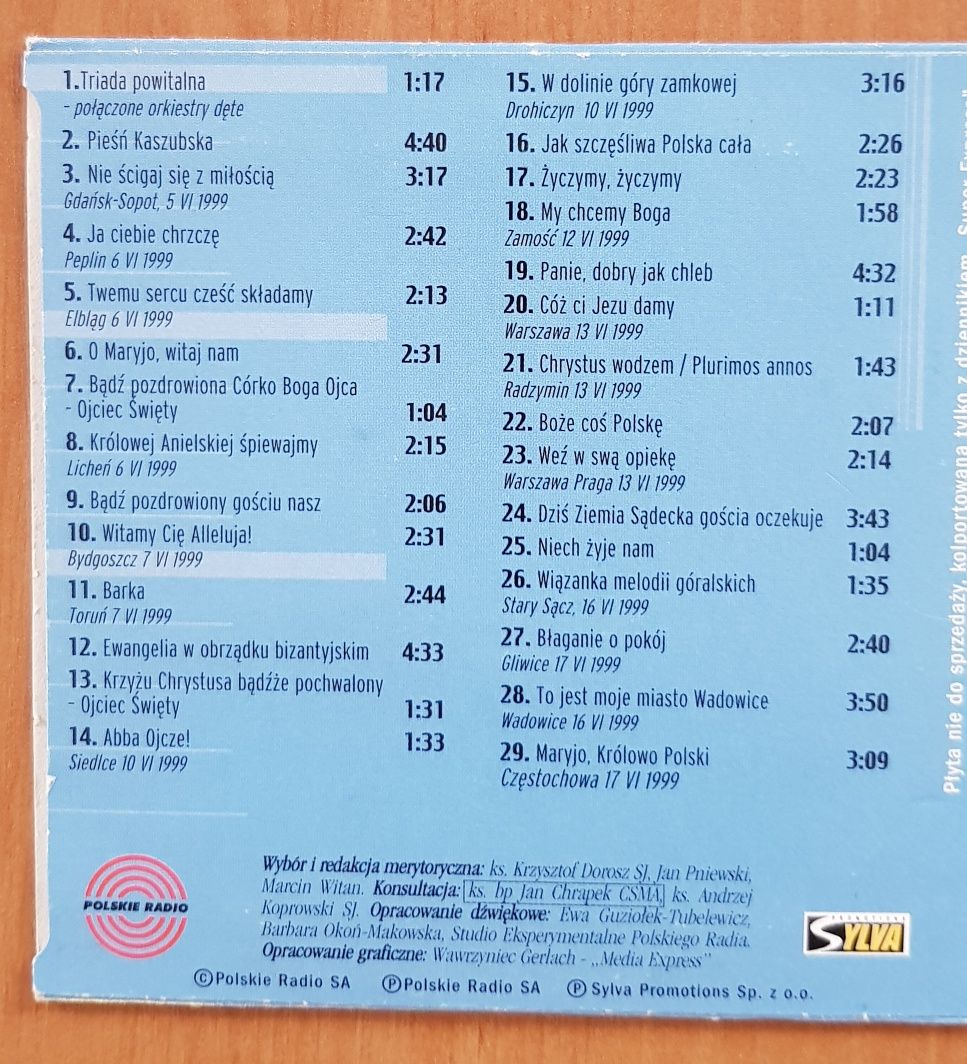 1.Triada powitalna 1:17
- połączone orkiestry dęte
2. Pieśń Kaszubska 4:40
3. Nie ścigaj się z miłością 3:17
Gdańsk-Sopot, 5 VI 1999
4. Ja ciebie chrzczę 2:42
Peplin 6 VI 1999
5. Twemu sercu cześć składamy 2:13
Elbląg 6 VI 1999
6. O Maryjo, witaj nam 2:31
7. Bądź pozdrowiona Córko Boga Ojca
- Ojciec Święty 1:04
8. Królowej Anielskiej śpiewajmy 2:15
Licheń 6 VI 1999
9. Bądź pozdrowiony gościu nasz 2:06
10. Witamy Cię Alleluja! 2:31
Bydgoszcz 7 VI 1999
11. Barka 2:44
Toruń 7 VI 1999
12. Ewangelia w obrządku bizantyjskim 4:33
13. Krzyżu Chrystusa bądźże pochwalony
- Ojciec Święty 1:31
14. Abba Ojcze! 1:33
Siedlce 10 VI 1999
15. W dolinie góry zamkowej 3:16
Drohiczyn 10 VI 1999
16. Jak szczęśliwa Polska cała 2:26
17. Życzymy, życzymy 2:23
18. My chcemy Boga 1:58
Zamość 12 VI 1999
19. Panie, dobry jak chleb 4:32
20. Cóż ci Jezu damy 1:11
Warszawa 13 VI 1999
21. Chrystus wodzem / Plurimos annos 1:43
Radzymin 13 VI 1999
22. Boże coś Polskę 2:07
23. Weź w swą opiekę 2:14
Warszawa Praga 13 VI 1999
24. Dziś Ziemia Sądecka gościa oczekuje 3:43
25. Niech żyje nam 1:04
26. Wiązanka melodii góralskich 1:35
Stary Sącz, 16 VI 1999
27. Błaganie o pokój 2:40
Gliwice 17 VI 1999
28. To jest moje miasto Wadowice 3:50
Wadowice 16 VI 1999
29. Maryjo, Królowo Polski 3:09
Częstochowa 17 VI 1999
Płyta nie do sprzedaży, kolportowana tylko z dziennikiem „Super
POLSKIE RADIO
Wybór i redakcja merytoryczna: ks. Krzysztof Dorosz SJ, Jan Pniewski,
Marcin Witan. Konsultacja: ks. bp Jan Chrapek CSMA, ks. Andrzej
Koprowski SJ. Opracowanie dźwiękowe: Ewa Guziołek-Tubelewicz,
Barbara Okoń-Makowska, Studio Eksperymentalne Polskiego Radia.
Opracowanie graficzne: Wawrzyniec Gerlach - „Media Express"
PROMOTIONS
SYLVA
©Polskie Radio SA ℗Polskie Radio SA ℗ Sylva Promotions Sp. z o.o.